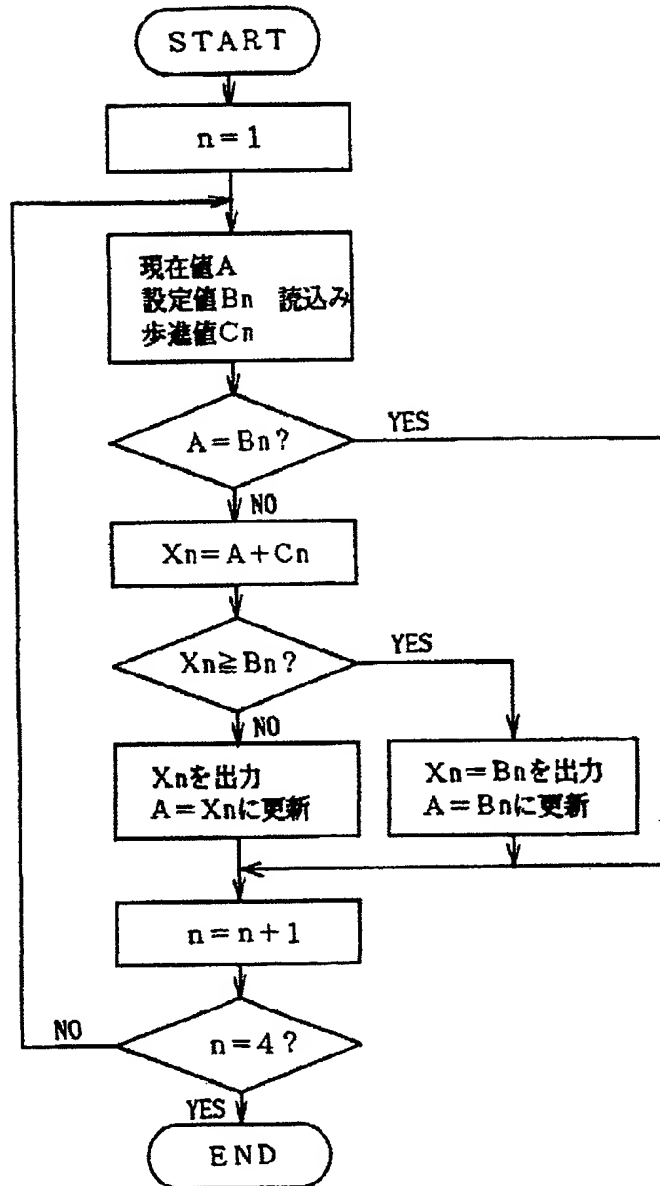 START
n=1
現在値A
設定値Bn 読込み
歩進値Cn
A=Bn?
YES
NO
Xn=A+Cn
Xn≧Bn?
YES
NO
Xnを出力
A=Xnに更新
Xn=Bnを出力
A=Bnに更新
n=n+1
n=4?
NO
YES
END